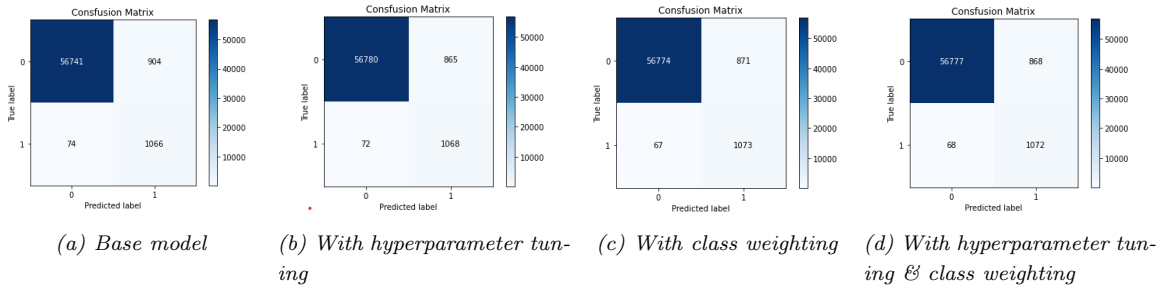 Consfusion Matrix
True label
0
1
56741
904
74
1066
0
1
Predicted label
50000
40000
30000
20000
10000
(a) Base model
Consfusion Matrix
True label
0
1
56780
865
72
1068
0
1
Predicted label
50000
40000
30000
20000
10000
(b) With hyperparameter tun-
ing
Consfusion Matrix
True label
0
1
56774
871
67
1073
0
1
Predicted label
50000
40000
30000
20000
10000
(c) With class weighting
Consfusion Matrix
True label
0
1
56777
868
68
1072
0
1
Predicted label
50000
40000
30000
20000
10000
(d) With hyperparameter tun-
ing & class weighting